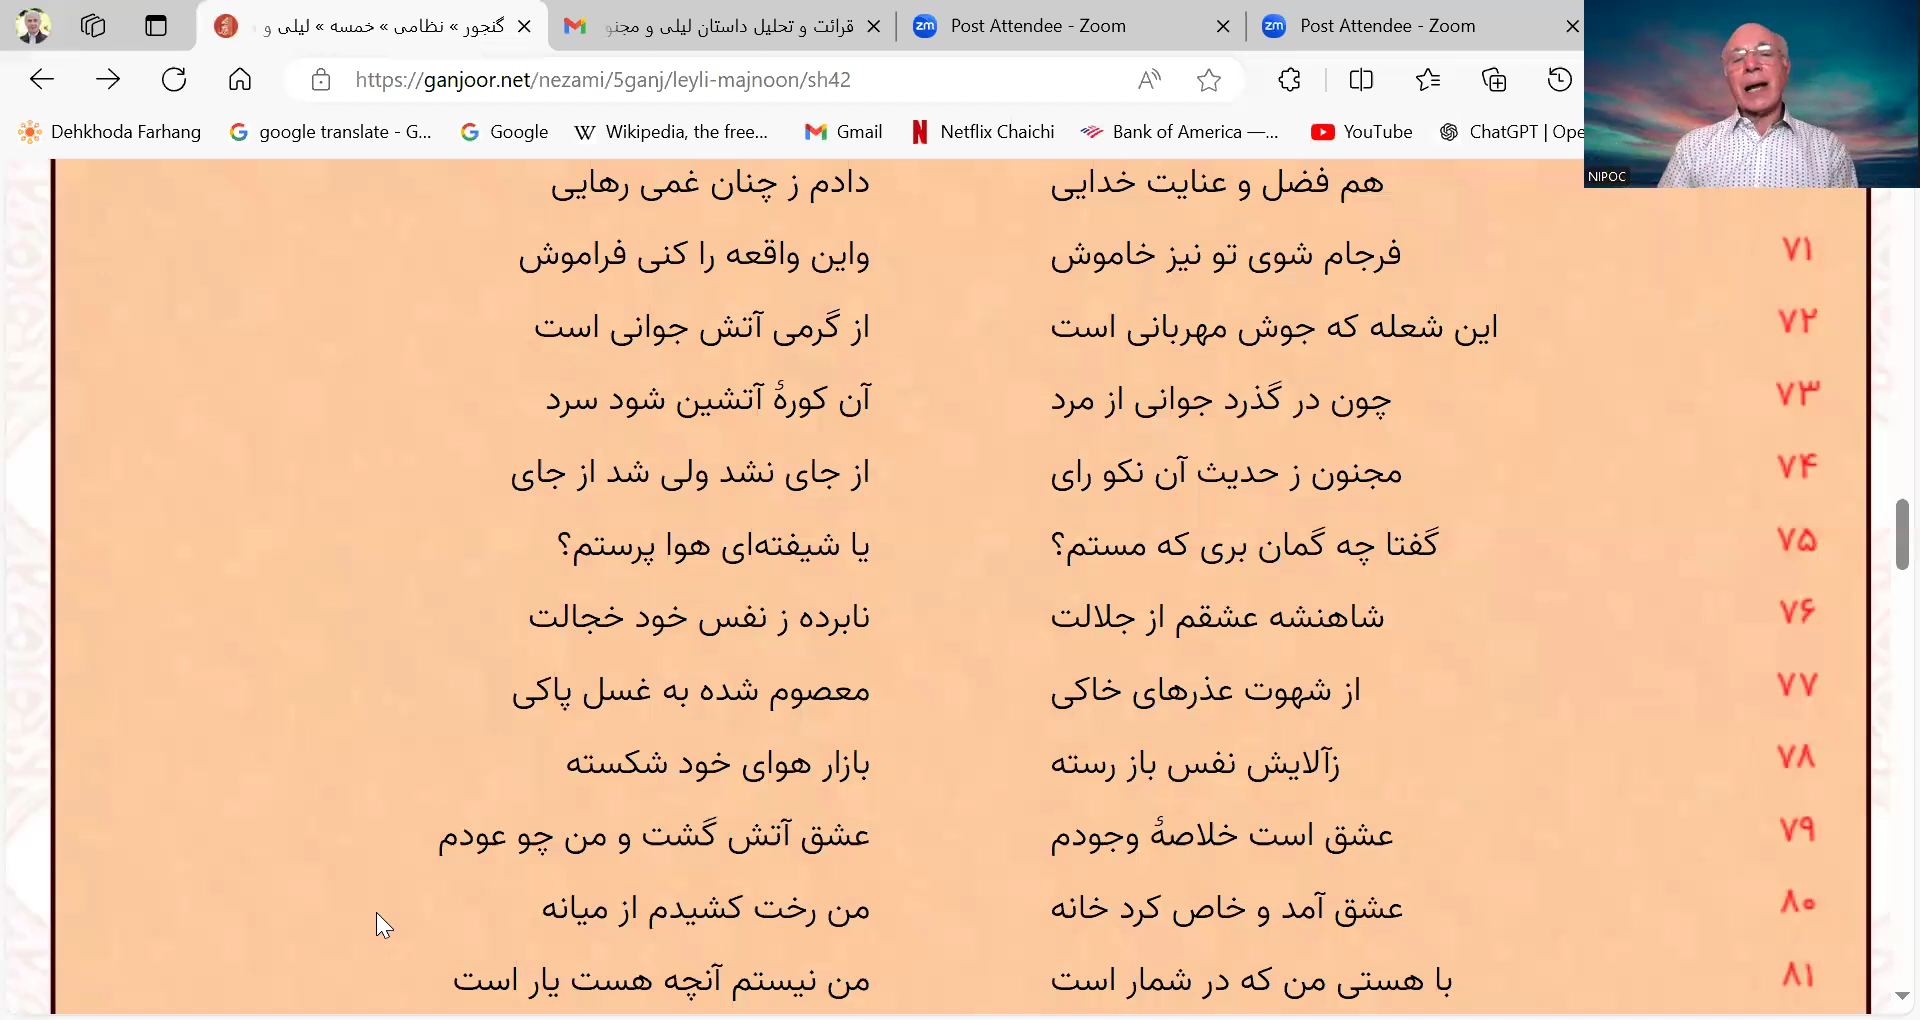 گنجور » نظامی » خمسه » لیلی و
قرائت و تحلیل داستان لیلی و مجنو
zm Post Attendee - Zoom
zm Post Attendee - Zoom
https://ganjoor.net/nezami/5ganj/leyli-majnoon/sh42
Dehkhoda Farhang
google translate - G...
Google
Wikipedia, the free...
Gmail
Netflix Chaichi
Bank of America —...
YouTube
ChatGPT | Ope
NIPOC
هم فضل و عنایت خدایی دادم ز چنان غمی رهایی
۷۱ فرجام شوی تو نیز خاموش واین واقعه را کنی فراموش
۷۲ این شعله که جوش مهربانی است از گرمی آتش جوانی است
۷۳ چون در گذرد جوانی از مرد آن کورهٔ آتشین شود سرد
۷۴ مجنون ز حدیث آن نکو رای از جای نشد ولی شد از جای
۷۵ گفتا چه گمان بری که مستم؟ یا شیفته‌ای هوا پرستم؟
۷۶ شاهنشه عشقم از جلالت نابرده ز نفس خود خجالت
۷۷ از شهوت عذرهای خاکی معصوم شده به غسل پاکی
۷۸ زآلایش نفس باز رسته بازار هوای خود شکسته
۷۹ عشق است خلاصهٔ وجودم عشق آتش گشت و من چو عودم
۸۰ عشق آمد و خاص کرد خانه من رخت کشیدم از میانه
۸۱ با هستی من که در شمار است من نیستم آنچه هست یار است